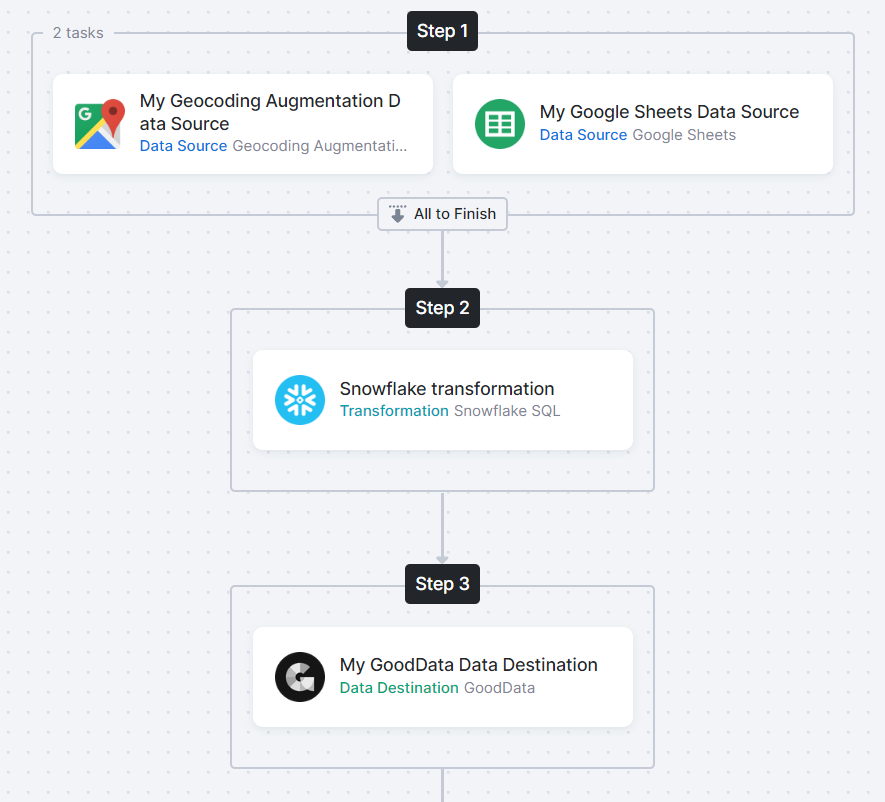 2 tasks
Step 1
My Geocoding Augmentation D
ata Source
Data Source Geocoding Augmentati...
My Google Sheets Data Source
Data Source Google Sheets
All to Finish
Step 2
Snowflake transformation
Transformation Snowflake SQL
Step 3
My GoodData Data Destination
Data Destination GoodData